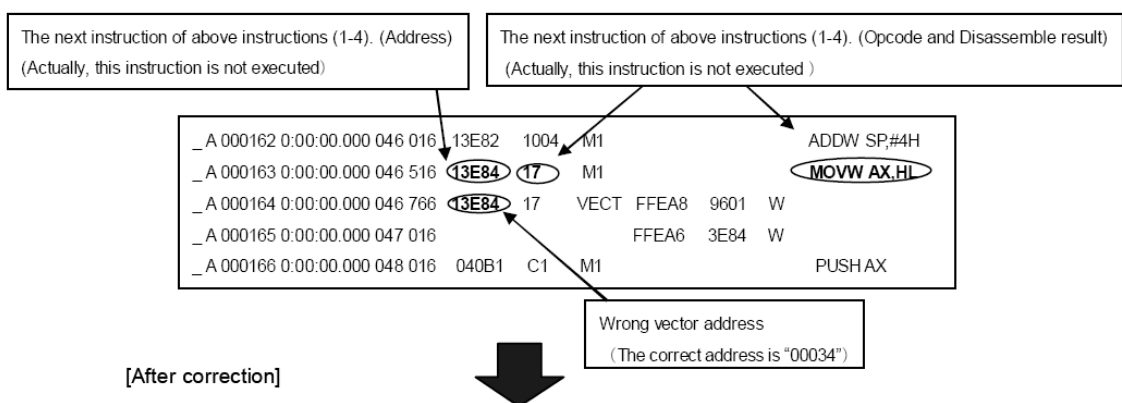 The next instruction of above instructions (1-4). (Address)
(Actually, this instruction is not executed)
The next instruction of above instructions (1-4). (Opcode and Disassemble result)
(Actually, this instruction is not executed )
_ A 000162 0:00:00.000 046 016 13E82 1004 M1 ADDW SP,#4H
_ A 000163 0:00:00.000 046 516 13E84 17 M1 MOVW AX,HL
_ A 000164 0:00:00.000 046 766 13E84 17 VECT FFEA8 9601 W
_ A 000165 0:00:00.000 047 016 FFEA6 3E84 W
_ A 000166 0:00:00.000 048 016 040B1 C1 M1 PUSH AX
Wrong vector address
（The correct address is “00034”）
[After correction]